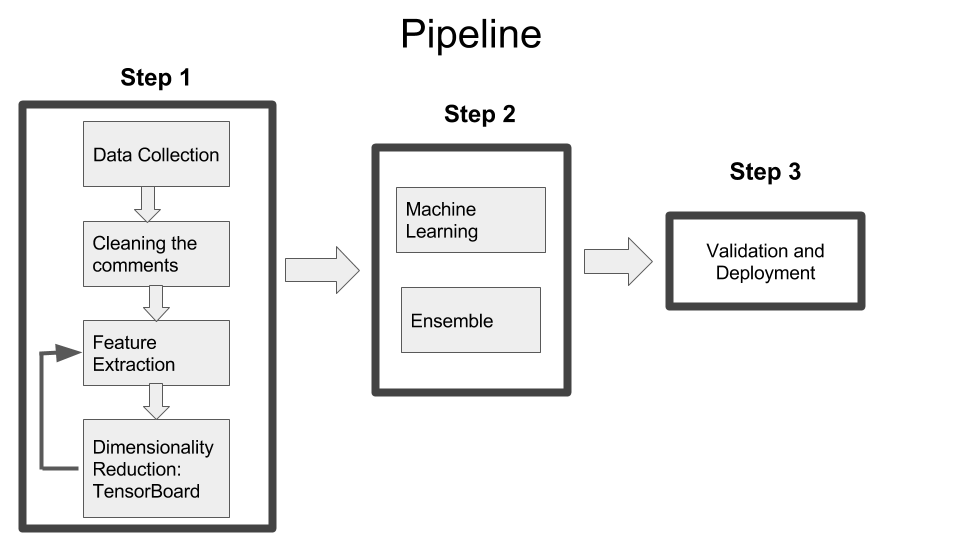 Pipeline
Step 1
Data Collection
Cleaning the
comments
Feature
Extraction
Dimensionality
Reduction:
TensorBoard
Step 2
Machine
Learning
Ensemble
Step 3
Validation and
Deployment